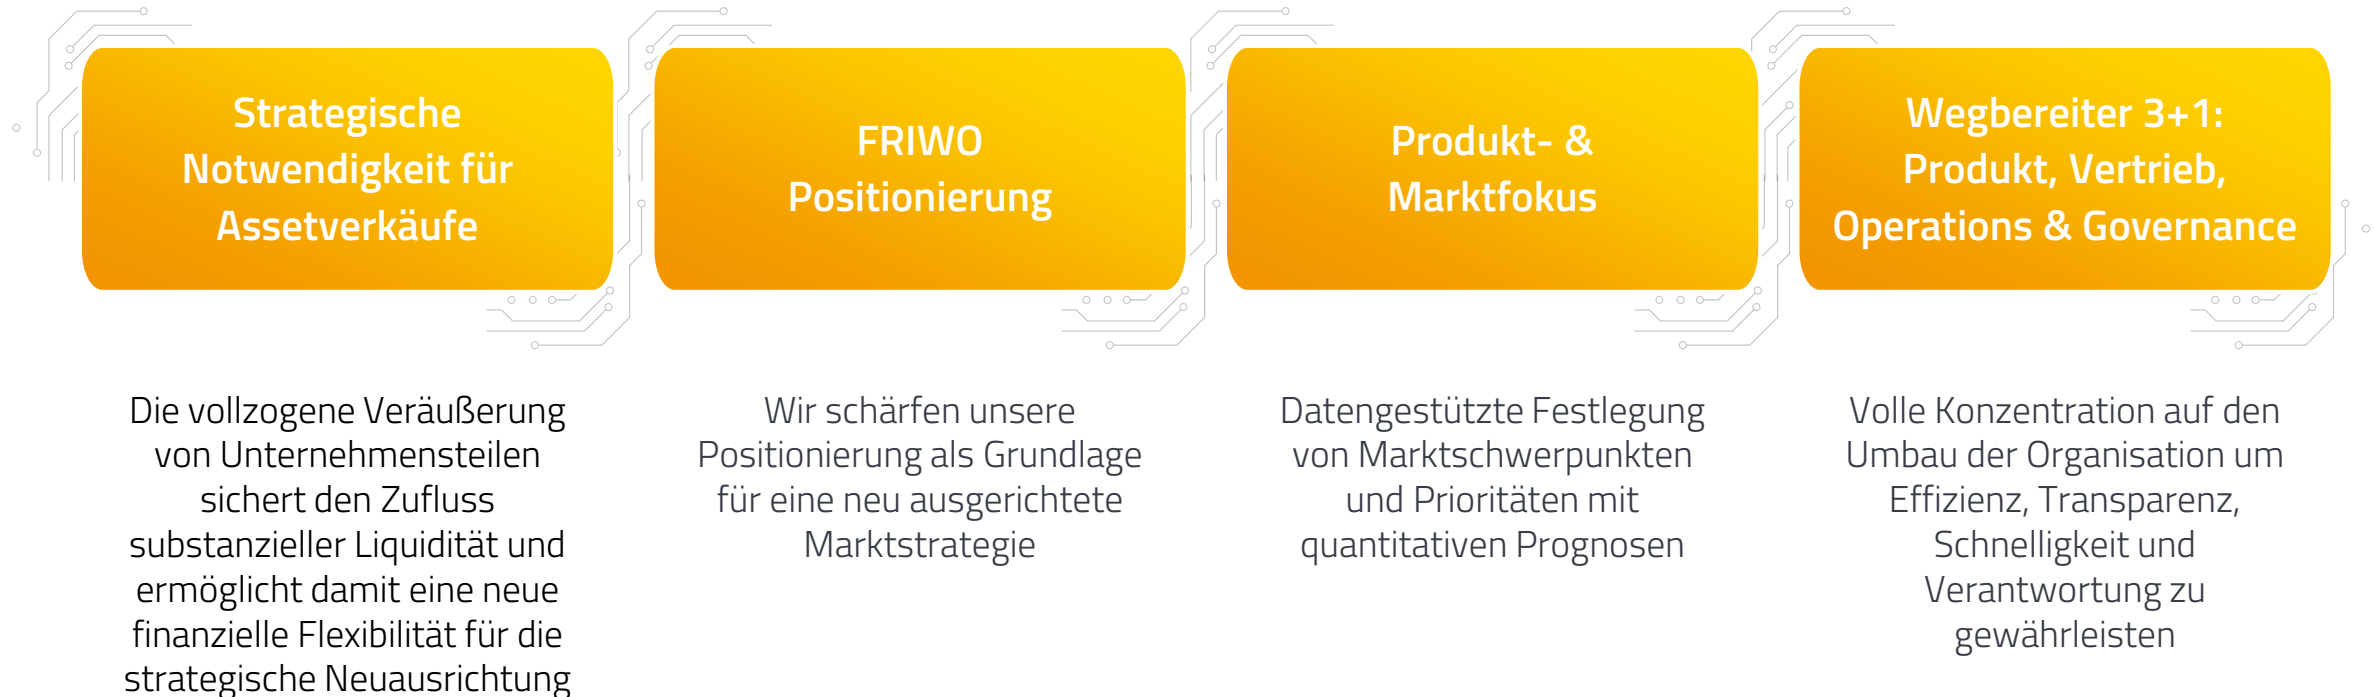 Strategische
Notwendigkeit für
Assetverkäufe
FRIWO
Positionierung
Produkt- &
Marktfokus
Wegbereiter 3+1:
Produkt, Vertrieb,
Operations & Governance
Die vollzogene Veräußerung
von Unternehmensteilen
sichert den Zufluss
substanzieller Liquidität und
ermöglicht damit eine neue
finanzielle Flexibilität für die
strategische Neuausrichtung
Wir schärfen unsere
Positionierung als Grundlage
für eine neu ausgerichtete
Marktstrategie
Datengestützte Festlegung
von Marktschwerpunkten
und Prioritäten mit
quantitativen Prognosen
Volle Konzentration auf den
Umbau der Organisation um
Effizienz, Transparenz,
Schnelligkeit und
Verantwortung zu
gewährleisten